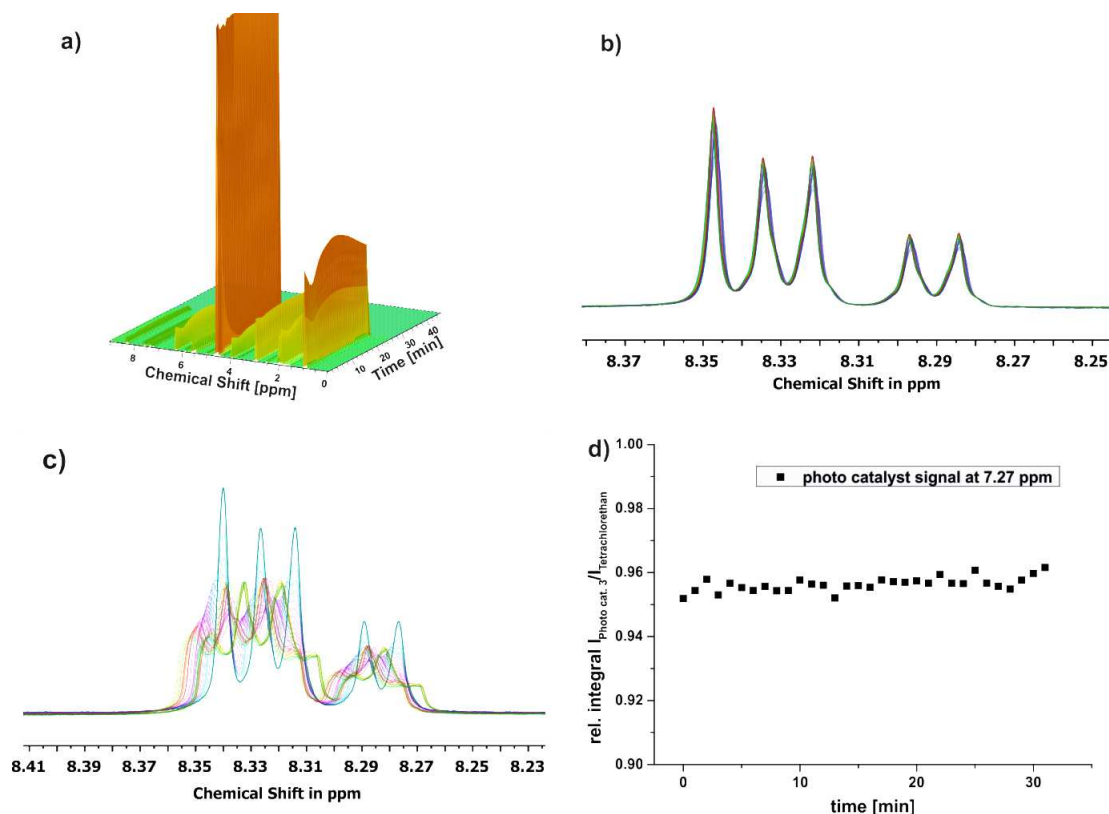 a)
8 6 4 2 0
Chemical Shift [ppm]
10 20 30 40
Time [min]
b)
8.37 8.35 8.33 8.31 8.29 8.27 8.25
Chemical Shift in ppm
c)
8.41 8.39 8.37 8.35 8.33 8.31 8.29 8.27 8.25 8.23
Chemical Shift in ppm
d)
photo catalyst signal at 7.27 ppm
1.00
0.98
0.96
0.94
0.92
0.90
rel. integral I Photo cat. 3/I Tetrachlorethan
0 10 20 30
time [min]